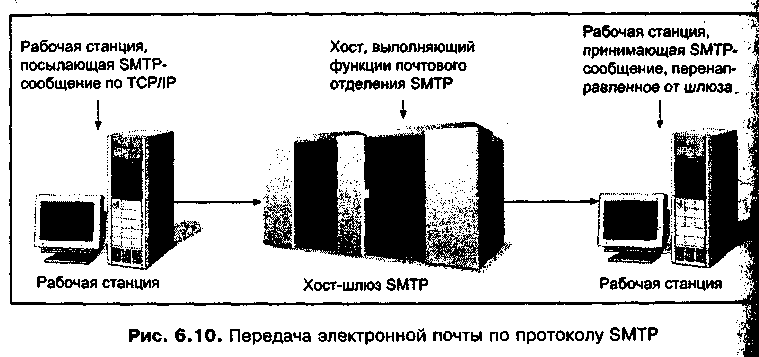 Рабочая станция,
посылающая SMTP-
сообщение по TCP/IP
Хост, выполняющий
функции почтового
отделения SMTP
Рабочая станция,
принимающая SMTP-
сообщение, перенап-
равленное от шлюза
Рабочая станция
Хост-шлюз SMTP
Рабочая станция
Рис. 6.10. Передача электронной почты по протоколу SMTP